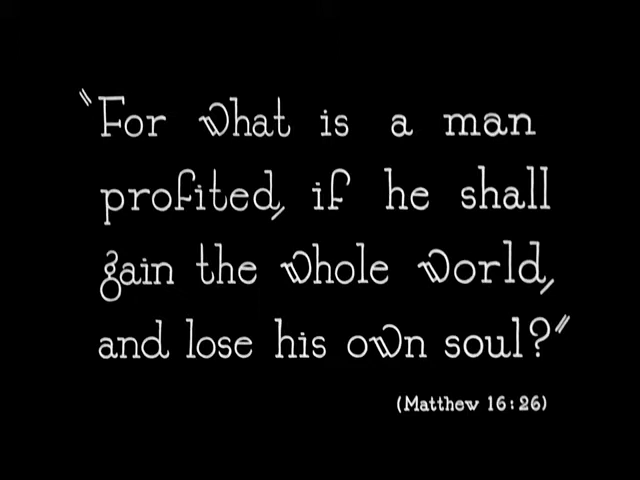 "For what is a man
profited, if he shall
gain the whole world,
and lose his own soul?"
(Matthew 16:26)